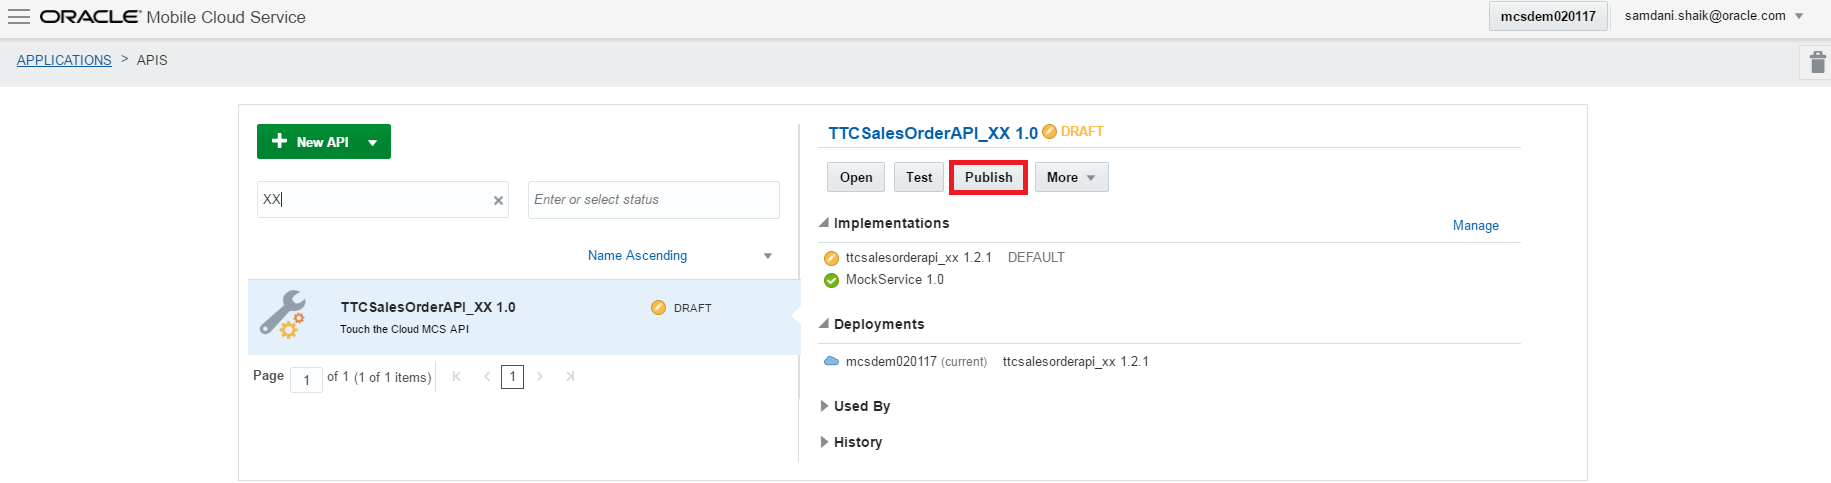 ORACLE Mobile Cloud Service
mcsdem020117
samdani.shaik@oracle.com
APPLICATIONS > APIS
New API
XX
Enter or select status
Name Ascending
TTCSalesOrderAPI_XX 1.0
DRAFT
Touch the Cloud MCS API
Page 1 of 1 (1 of 1 items) 1
TTCSalesOrderAPI_XX 1.0 DRAFT
Open Test Publish More
Implementations Manage
ttcsalesorderapi_xx 1.2.1 DEFAULT
MockService 1.0
Deployments
mcsdem020117 (current) ttcsalesorderapi_xx 1.2.1
Used By
History